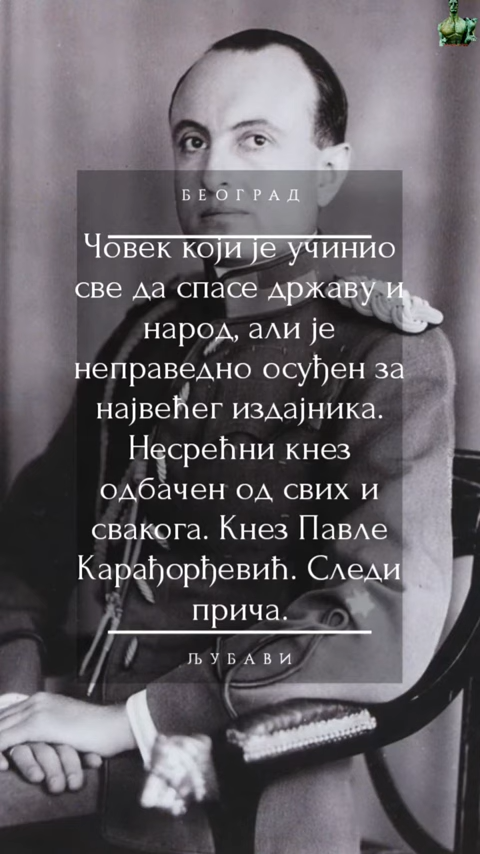 БЕОГРАД
Човек који је учинио
све да спасе државу и
народ, али је
неправедно осуђен за
највећег издајника.
Несрећни кнез
одбачен од свих и
свакога. Кнез Павле
Карађорђевић. Следи
прича.
ЉУБАВИ